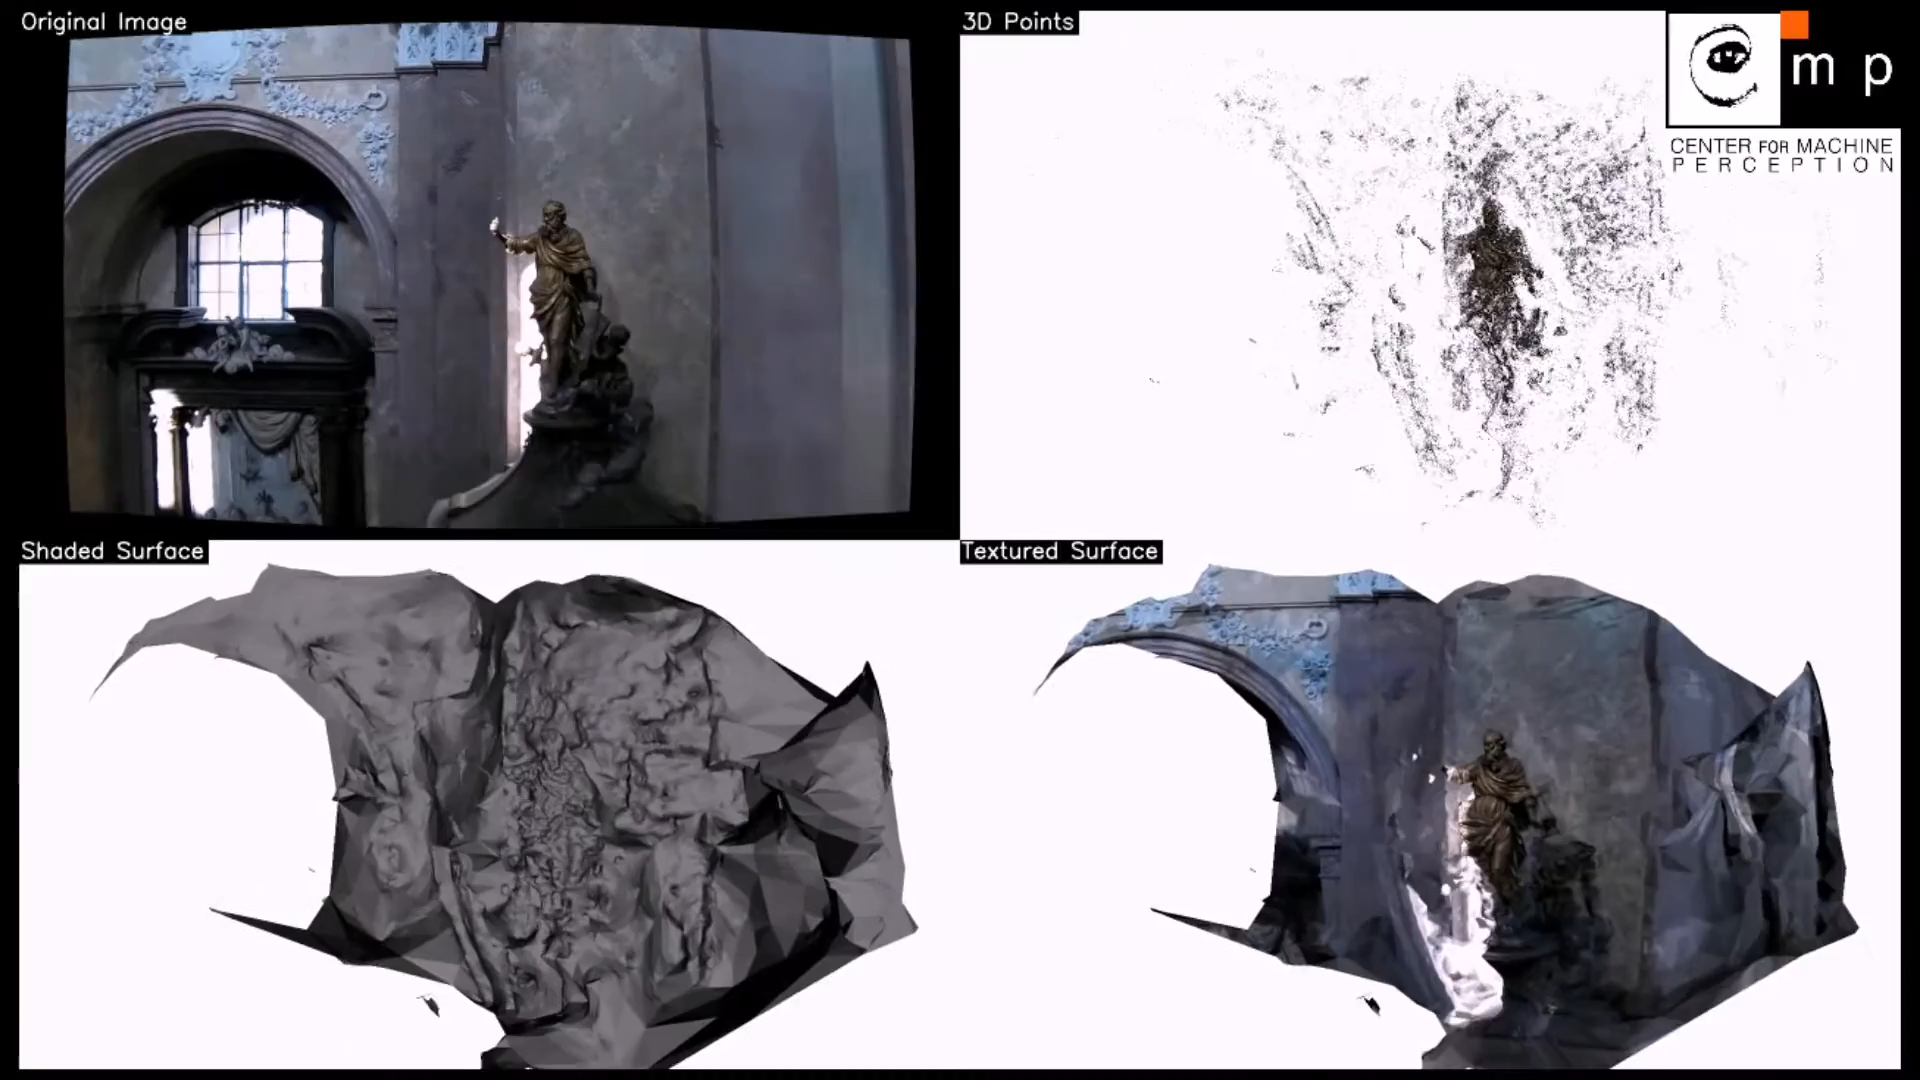 Original Image
3D Points
m p
CENTER FOR MACHINE
PERCEPTION
Shaded Surface
Textured Surface